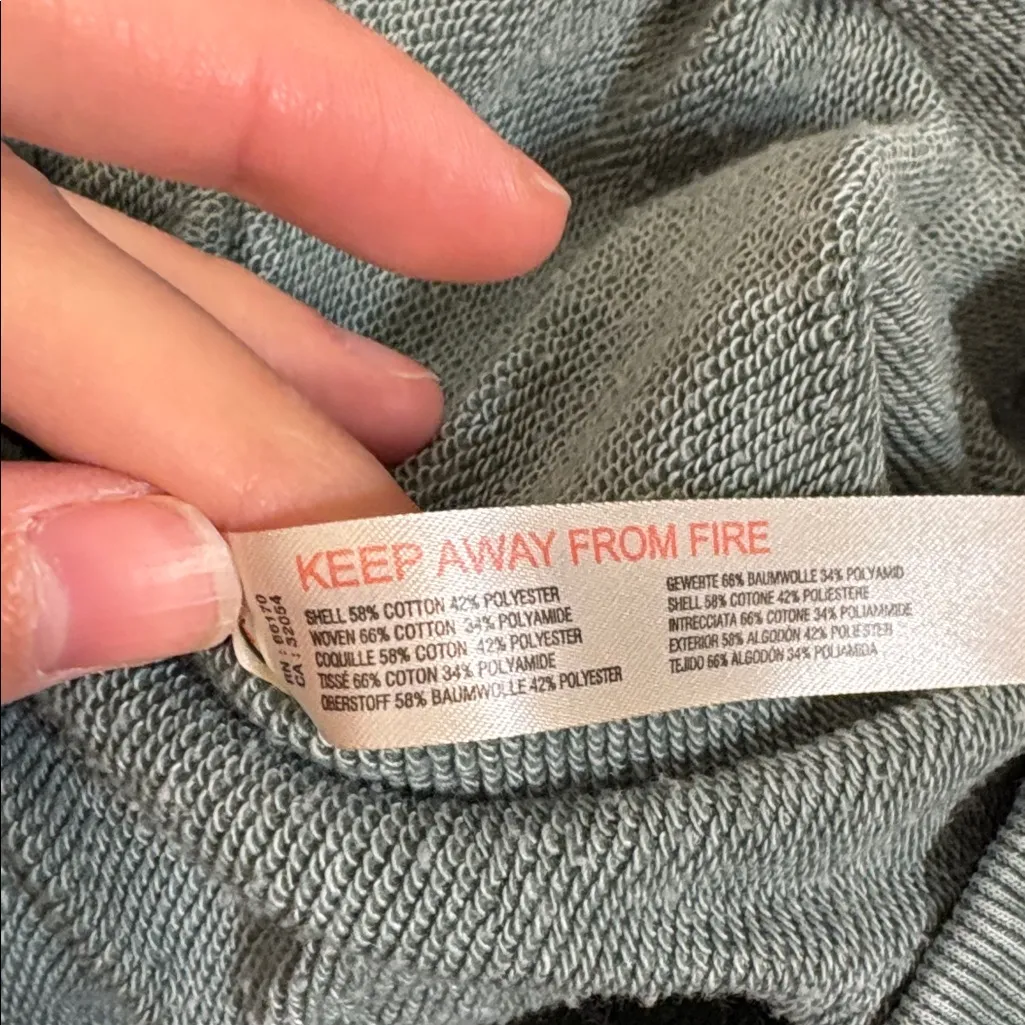 KEEP AWAY FROM FIRE
SHELL 58% COTTON 42% POLYESTER
WOVEN 66% COTTON 34% POLYAMIDE
COQUILLE 58% COTON 42% POLYESTER
TISSÉ 66% COTON 34% POLYAMIDE
OBERSTOFF 58% BAUMWOLLE 42% POLYESTER
GEWEBTE 66% BAUMWOLLE 34% POLYAMID
SHELL 58% COTONE 42% POLIESTERE
INTRECCIATA 66% COTONE 34% POLIAMMIDE
EXTERIOR 58% ALGODÓN 42% POLIESTER
TEJIDO 66% ALGODÓN 34% POLIAMIDA
RN : 66170
CA : 32054